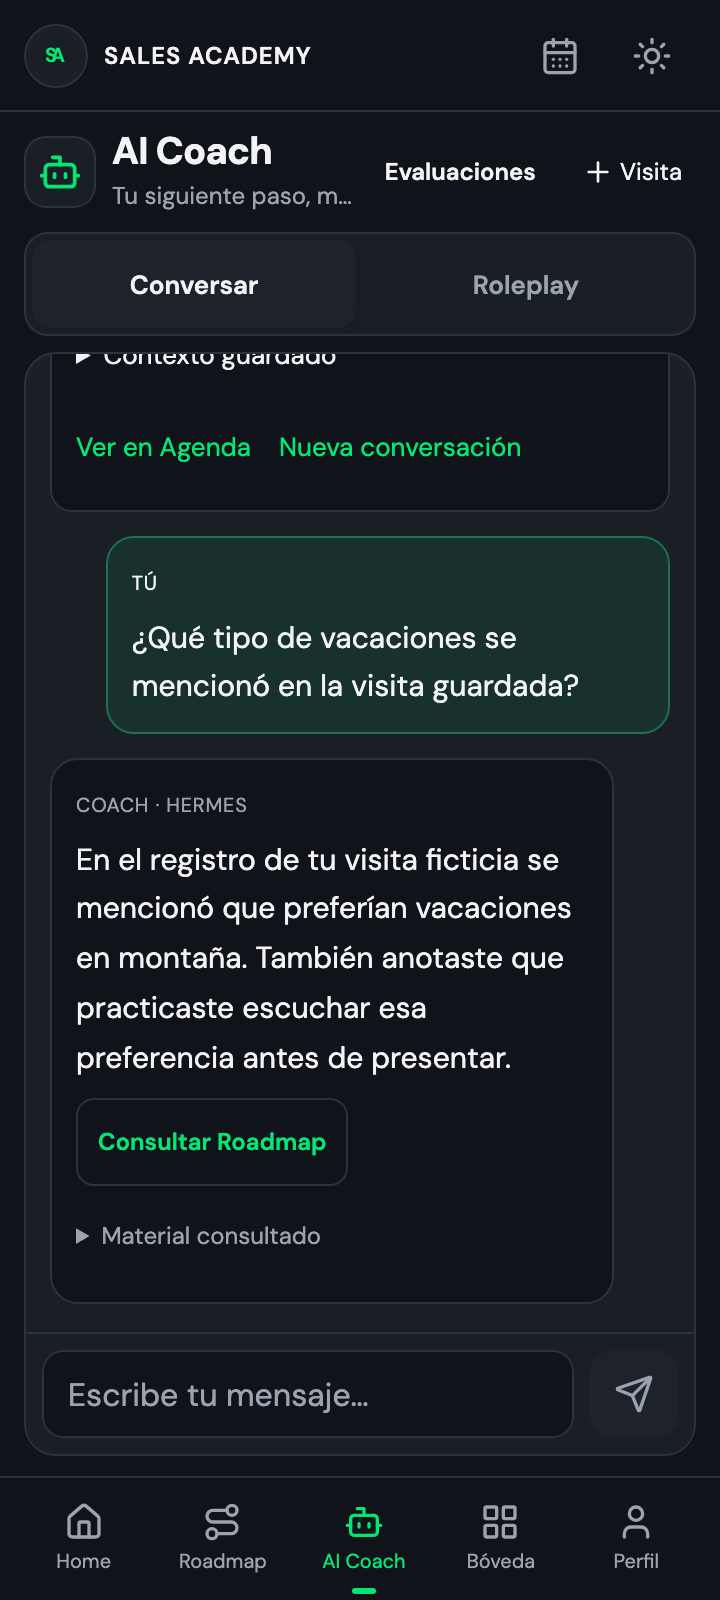 SA
SALES ACADEMY
AI Coach
Tu siguiente paso, m...
Evaluaciones
+ Visita
Conversar
Roleplay
Contexto guardado
Ver en Agenda
Nueva conversación
TÚ
¿Qué tipo de vacaciones se
mencionó en la visita guardada?
COACH · HERMES
En el registro de tu visita ficticia se
mencionó que preferían vacaciones
en montaña. También anotaste que
practicaste escuchar esa
preferencia antes de presentar.
Consultar Roadmap
Material consultado
Escribe tu mensaje...
Home
Roadmap
AI Coach
Bóveda
Perfil